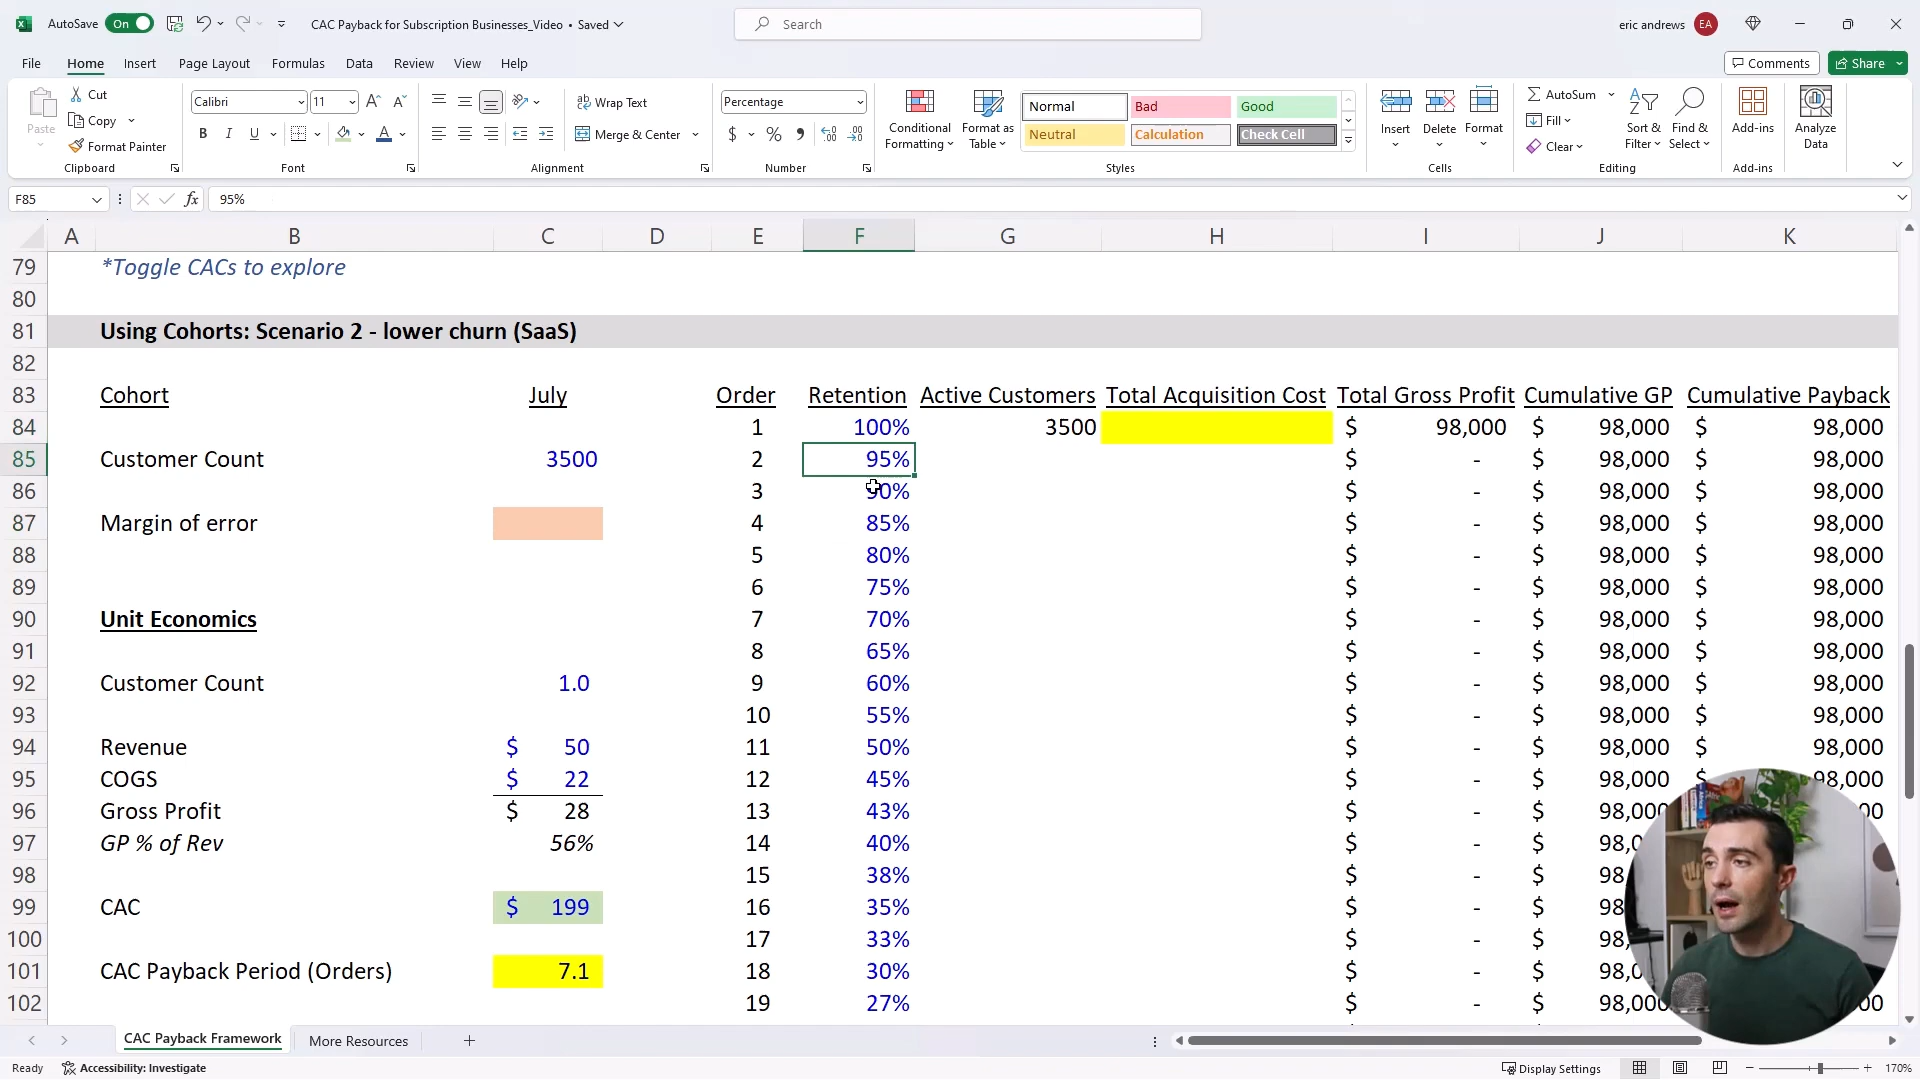 AutoSave On CAC Payback for Subscription Businesses_Video • Saved Search eric andrews EA
File Home Insert Page Layout Formulas Data Review View Help Comments Share
Paste Cut Copy Format Painter Clipboard
Calibri 11 A A B I U A Font
ab Wrap Text Merge & Center Alignment
Percentage $ % , Number
Conditional Formatting Format as Table Normal Bad Good Neutral Calculation Check Cell Styles
Insert Delete Format Cells
AutoSum Fill Clear Sort & Filter Find & Select Editing
Add-ins Add-ins
Analyze Data
F85 fx 95%
A B C D E F G H I J K
79 *Toggle CACs to explore
80
81 Using Cohorts: Scenario 2 - lower churn (SaaS)
82
83 Cohort July Order Retention Active Customers Total Acquisition Cost Total Gross Profit Cumulative GP Cumulative Payback
84 1 100% 3500 $ 98,000 $ 98,000 $ 98,000
85 Customer Count 3500 2 95% $ - $ 98,000 $ 98,000
86 3 90% $ - $ 98,000 $ 98,000
87 Margin of error 4 85% $ - $ 98,000 $ 98,000
88 5 80% $ - $ 98,000 $ 98,000
89 6 75% $ - $ 98,000 $ 98,000
90 Unit Economics 7 70% $ - $ 98,000 $ 98,000
91 8 65% $ - $ 98,000 $ 98,000
92 Customer Count 1.0 9 60% $ - $ 98,000 $ 98,000
93 10 55% $ - $ 98,000 $ 98,000
94 Revenue $ 50 11 50% $ - $ 98,000 $ 98,000
95 COGS $ 22 12 45% $ - $ 98,000 $ 98,000
96 Gross Profit $ 28 13 43% $ -
97 GP % of Rev 56% 14 40% $ -
98 15 38% $ -
99 CAC $ 199 16 35% $ -
100 17 33% $ -
101 CAC Payback Period (Orders) 7.1 18 30% $ -
102 19 27% $ -
CAC Payback Framework More Resources +
Ready Accessibility: Investigate Display Settings 170%